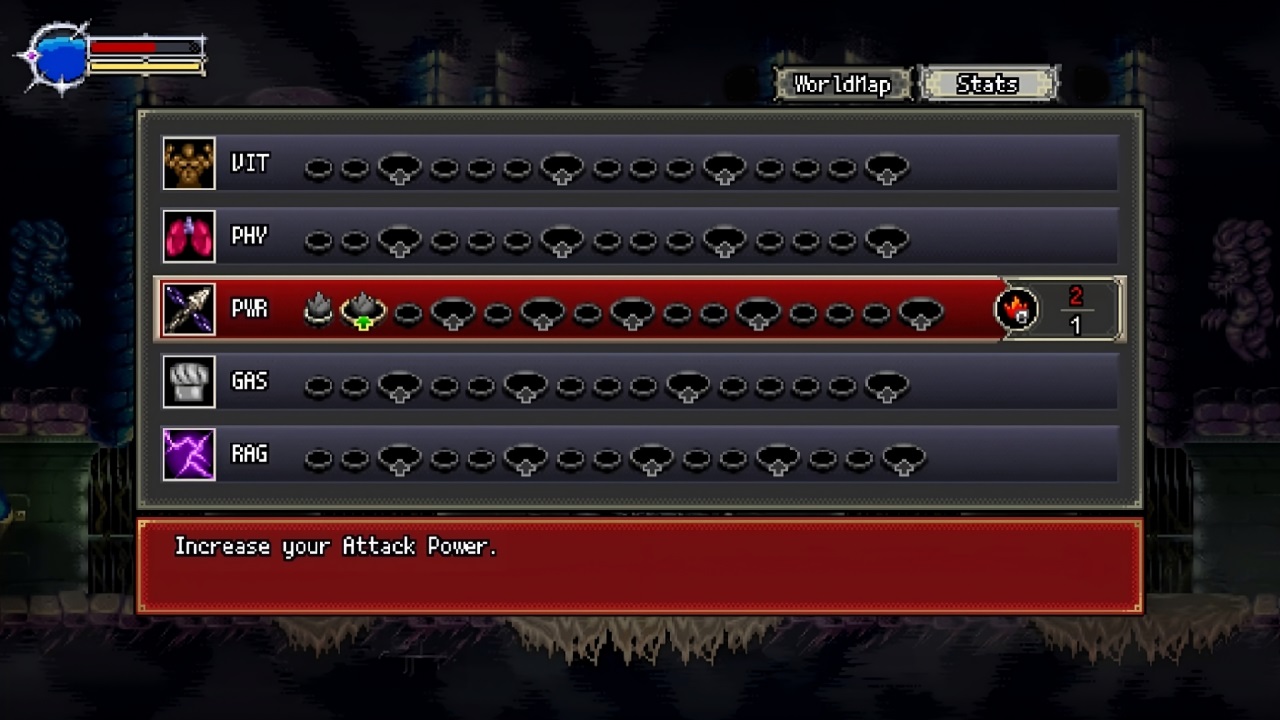 WorldMap
Stats
VIT
PHY
PWR
2
1
GAS
RAG
Increase your Attack Power.